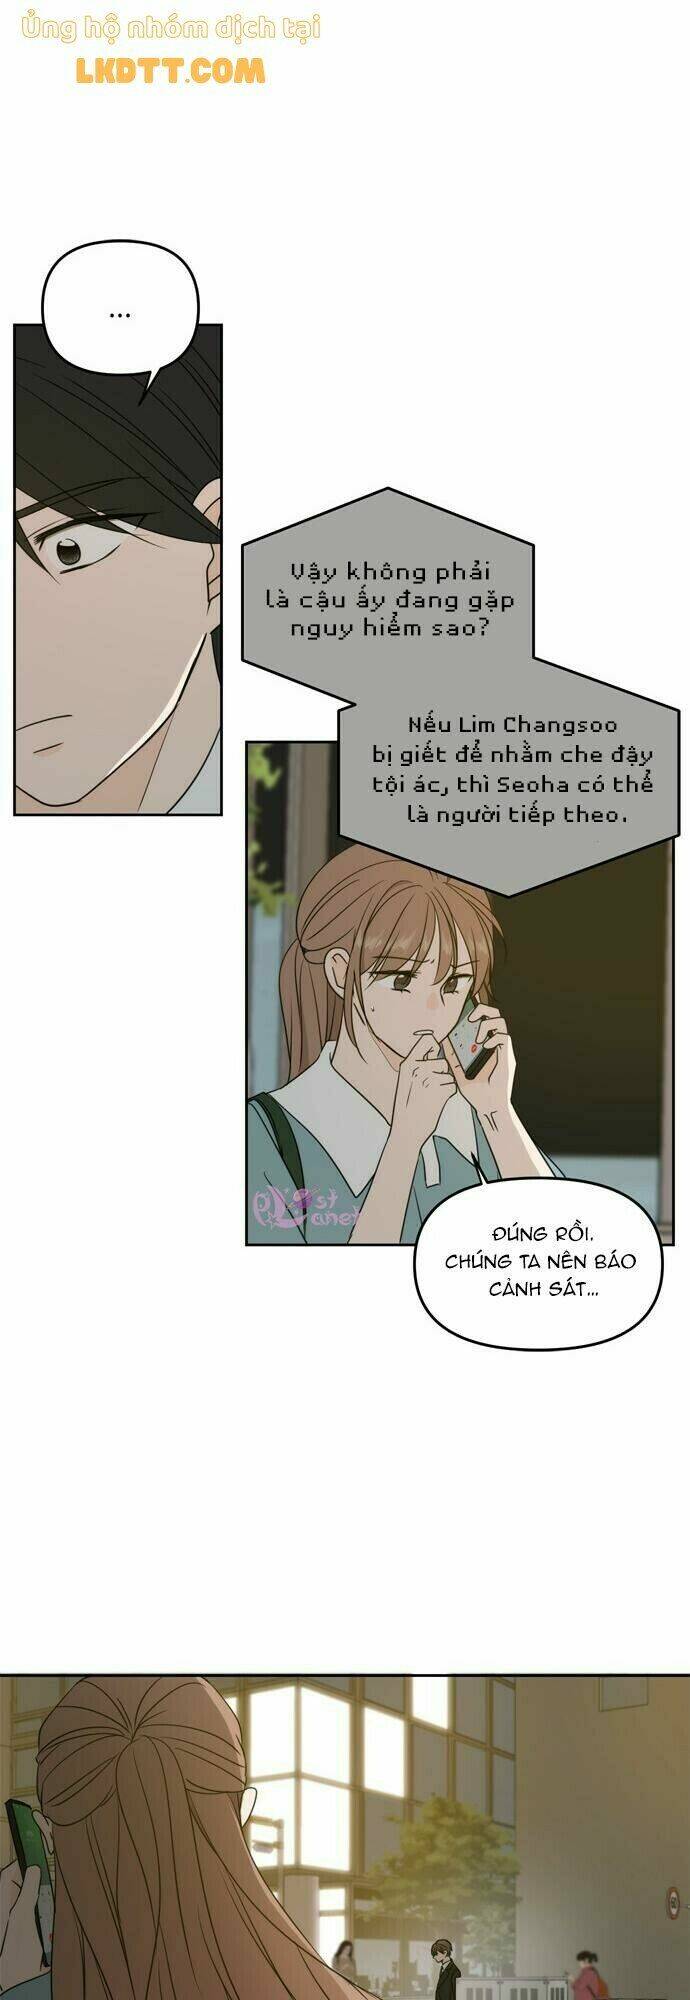 Ủng hộ nhóm dịch tại
LKDTT.COM
...
Vậy không phải
là cậu ấy đang gặp
nguy hiểm sao?
Nếu Lim Changsoo
bị giết để nhằm che đậy
tội ác, thì Seoha có thể
là người tiếp theo.
Lost
Planet
ĐÚNG RỒI.
CHÚNG TA NÊN BÁO
CẢNH SÁT...